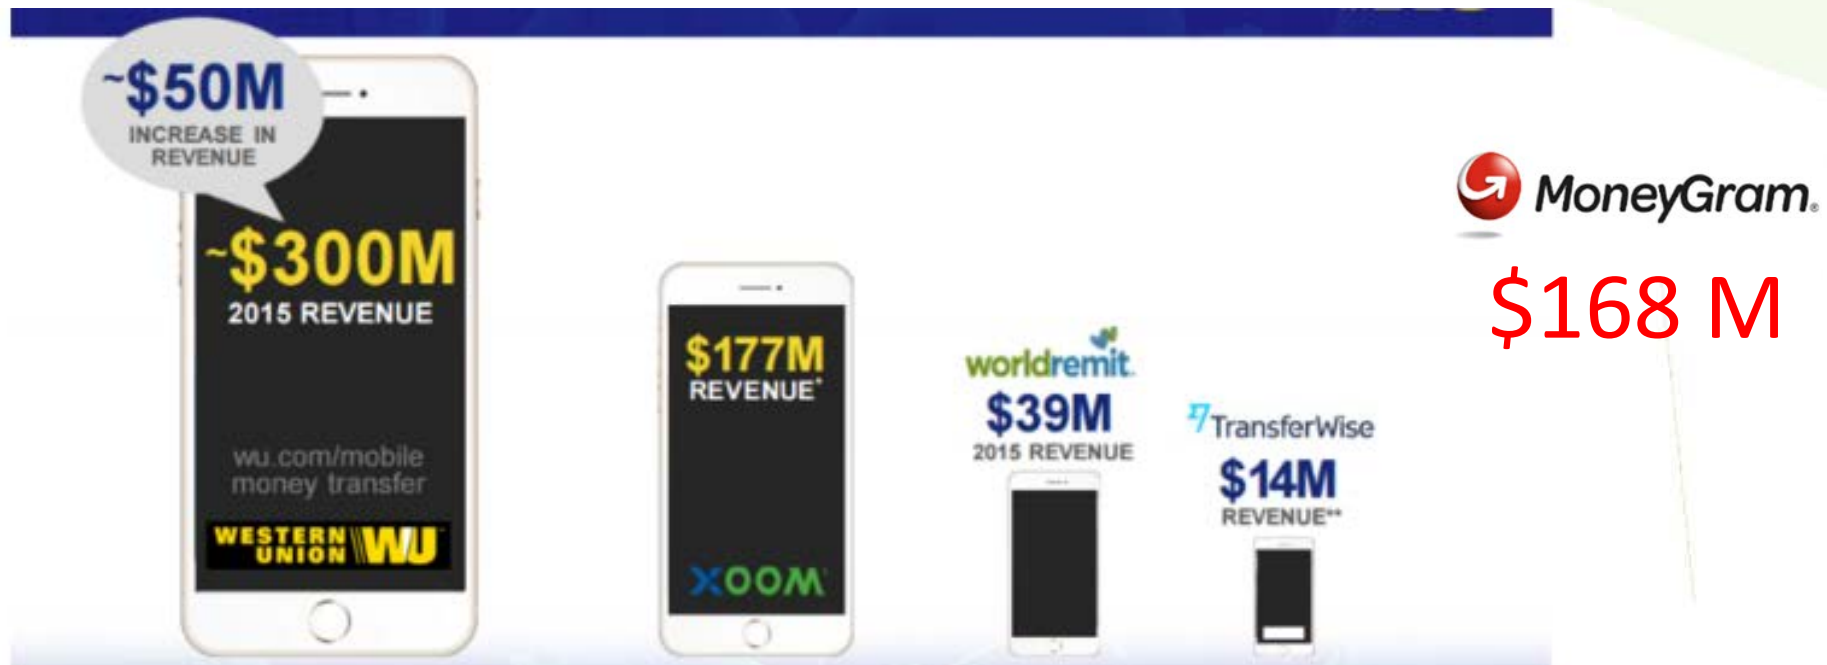 ~$50M
INCREASE IN
REVENUE
~$300M
2015 REVENUE
wu.com/mobile
money transfer
WESTERN
UNION WU
$177M
REVENUE*
XOOM
worldremit.
$39M
2015 REVENUE
TransferWise
$14M
REVENUE**
MoneyGram®
$168 M